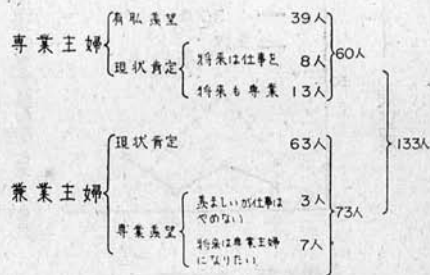 専業主婦
有職羨望 39人
現状肯定
将来は仕事を 8人
将来も専業 13人
60人
兼業主婦
現状肯定 63人
専業羨望
羨ましいが仕事は
やめない 3人
将来は専業主婦
になりたい 7人
73人
133人